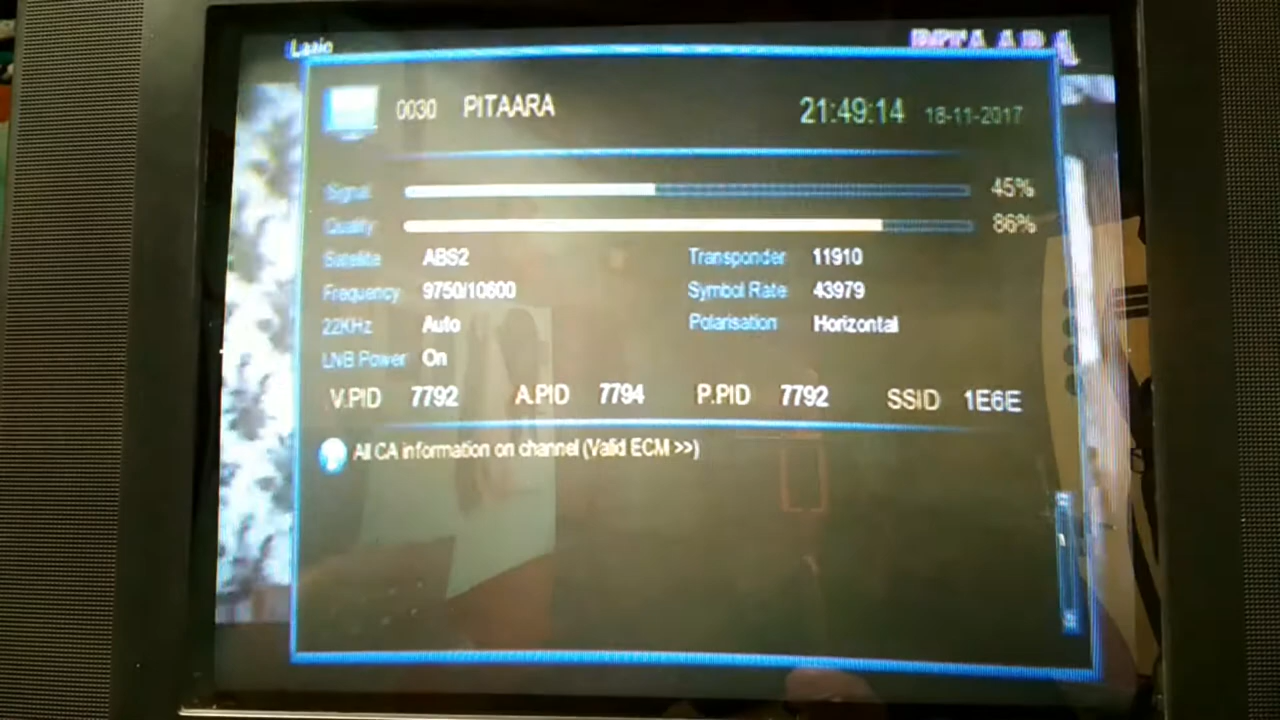 0030 PITAARA 21:49:14 18-11-2017
Signal 45%
Quality 86%
Satellite ABS2 Transponder 11910
Frequency 9750/10600 Symbol Rate 43979
22KHz Auto Polarisation Horizontal
LNB Power On
V.PID 7792 A.PID 7794 P.PID 7792 SSID 1E6E
All CA information on channel (Valid ECM >>)